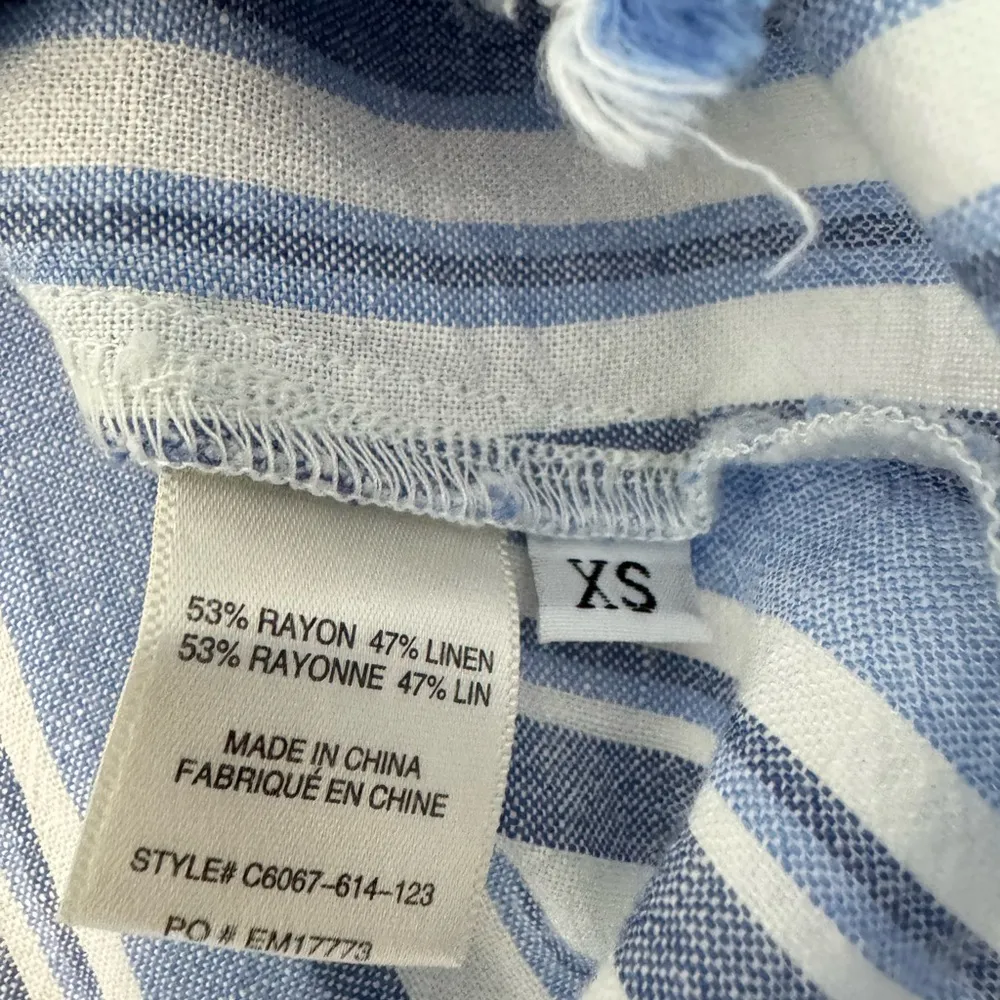 53% RAYON 47% LINEN
53% RAYONNE 47% LIN
MADE IN CHINA
FABRIQUÉ EN CHINE
STYLE# C6067-614-123
PO # EM17773
XS